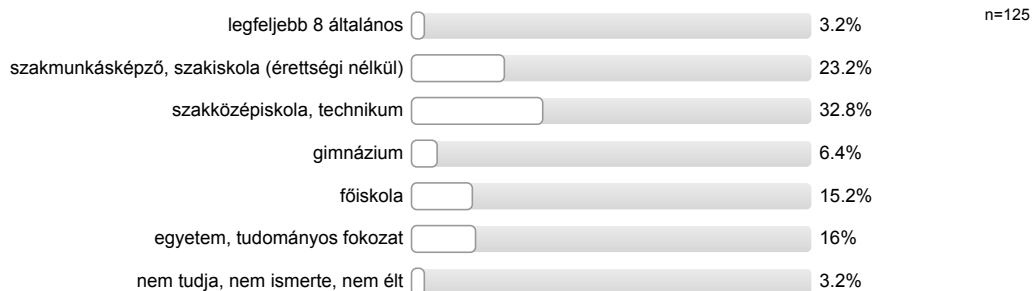 legfeljebb 8 általános 3.2% n=125
szakmunkásképző, szakiskola (érettségi nélkül) 23.2%
szakközépiskola, technikum 32.8%
gimnázium 6.4%
főiskola 15.2%
egyetem, tudományos fokozat 16%
nem tudja, nem ismerte, nem élt 3.2%